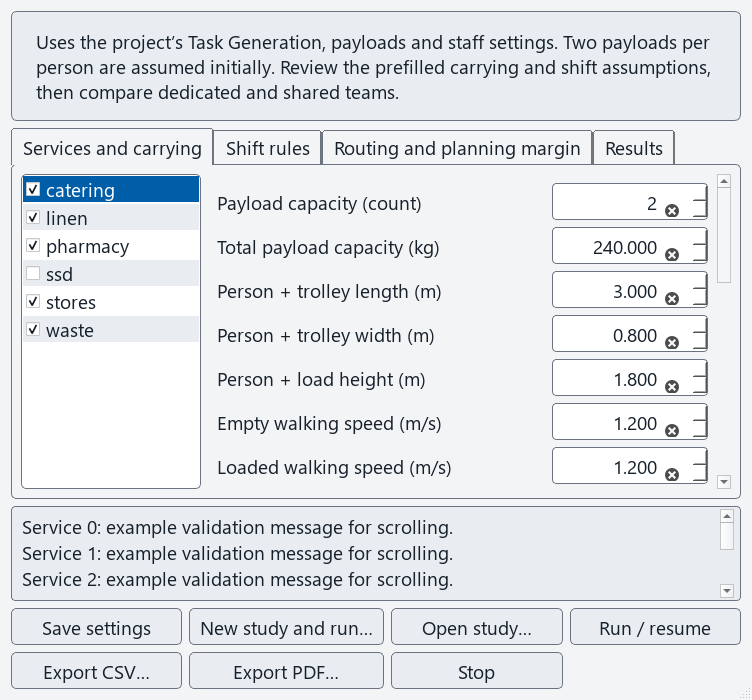 Uses the project’s Task Generation, payloads and staff settings. Two payloads per
person are assumed initially. Review the prefilled carrying and shift assumptions,
then compare dedicated and shared teams.
Services and carrying
Shift rules
Routing and planning margin
Results
catering
linen
pharmacy
ssd
stores
waste
Payload capacity (count) 2
Total payload capacity (kg) 240.000
Person + trolley length (m) 3.000
Person + trolley width (m) 0.800
Person + load height (m) 1.800
Empty walking speed (m/s) 1.200
Loaded walking speed (m/s) 1.200
Service 0: example validation message for scrolling.
Service 1: example validation message for scrolling.
Service 2: example validation message for scrolling.
Save settings
New study and run...
Open study...
Run / resume
Export CSV...
Export PDF...
Stop